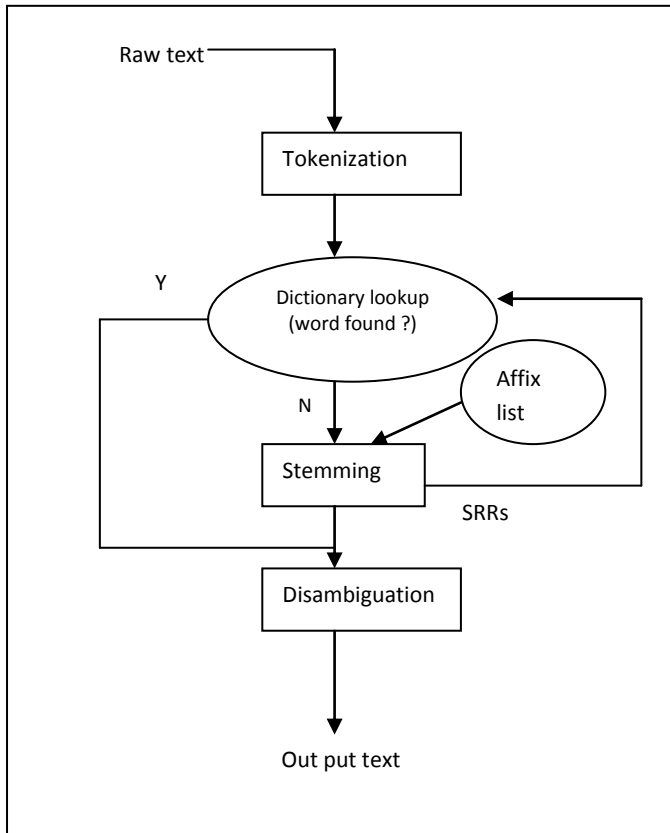 Raw text
Tokenization
Y
Dictionary lookup
(word found ?)
Affix
list
N
Stemming
SRRs
Disambiguation
Out put text